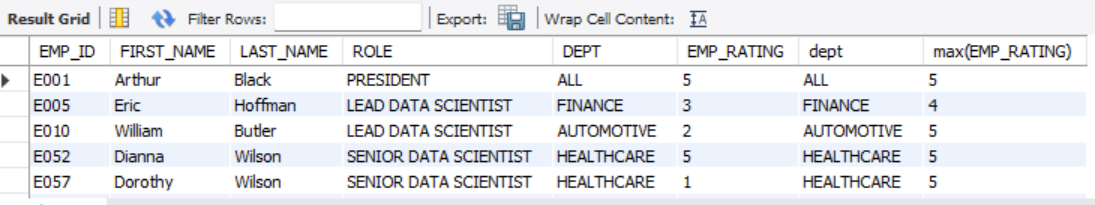 Result Grid Filter Rows: Export: Wrap Cell Content: IA
EMP_ID FIRST_NAME LAST_NAME ROLE DEPT EMP_RATING dept max(EMP_RATING)
E001 Arthur Black PRESIDENT ALL 5 ALL 5
E005 Eric Hoffman LEAD DATA SCIENTIST FINANCE 3 FINANCE 4
E010 William Butler LEAD DATA SCIENTIST AUTOMOTIVE 2 AUTOMOTIVE 5
E052 Dianna Wilson SENIOR DATA SCIENTIST HEALTHCARE 5 HEALTHCARE 5
E057 Dorothy Wilson SENIOR DATA SCIENTIST HEALTHCARE 1 HEALTHCARE 5